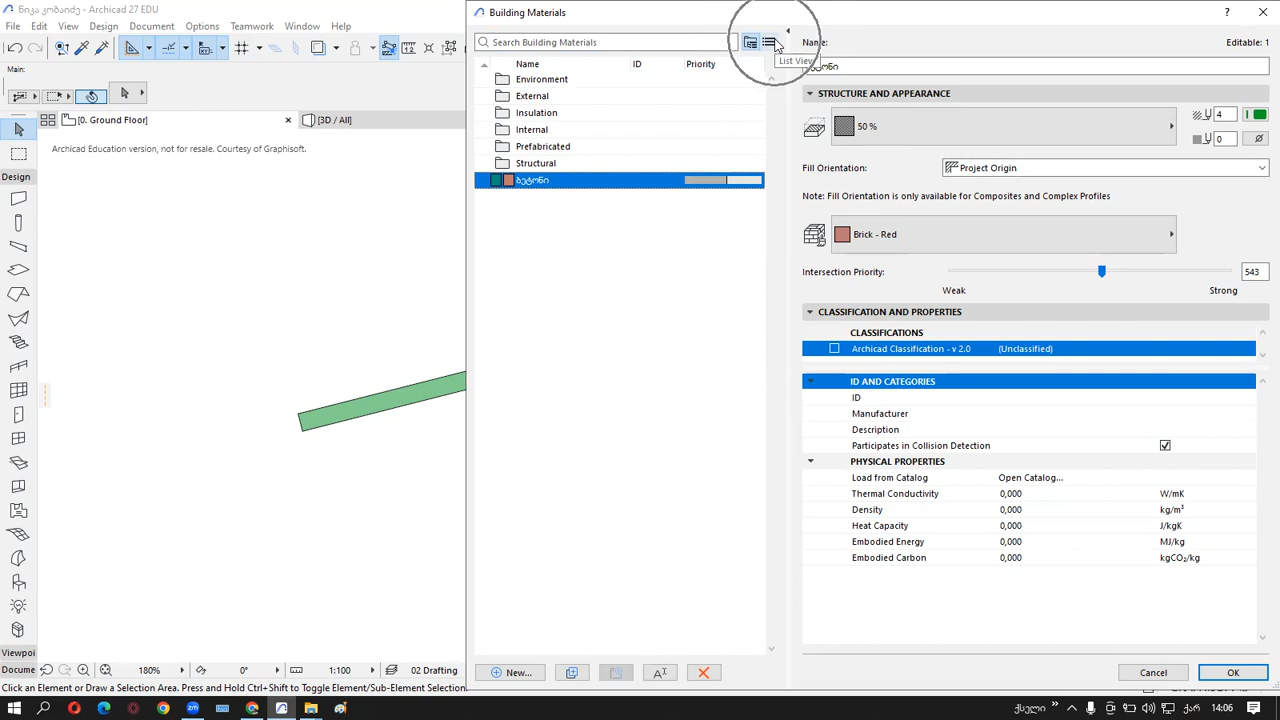 ნიკა კობაიძე - Archicad 27 EDU
File Edit View Design Document Options Teamwork Window
Main:
[0. Ground Floor]
[3D / All]
Archicad Education version, not for resale. Courtesy of Graphisoft.
Design
Viewpoi
Docume
180%
0°
1:100
02 Drafting
Click an Element or Draw a Selection Area. Press and Hold Ctrl+Shift to Toggle Element/Sub-Element Selection.
Building Materials
?
Search Building Materials
List View
Name ID Priority
Environment
External
Insulation
Internal
Prefabricated
Structural
ბეტონი
New...
Name: Editable: 1
ბეტონი
STRUCTURE AND APPEARANCE
50 %
4
0
Fill Orientation: Project Origin
Note: Fill Orientation is only available for Composites and Complex Profiles
Brick - Red
Intersection Priority: 543
Weak Strong
CLASSIFICATION AND PROPERTIES
CLASSIFICATIONS
Archicad Classification - v 2.0 (Unclassified)
ID AND CATEGORIES
ID
Manufacturer
Description
Participates in Collision Detection
PHYSICAL PROPERTIES
Load from Catalog Open Catalog...
Thermal Conductivity 0,000 W/mK
Density 0,000 kg/m³
Heat Capacity 0,000 J/kgK
Embodied Energy 0,000 MJ/kg
Embodied Carbon 0,000 kgCO₂/kg
Cancel OK
ქსელი » ქარ 14:06